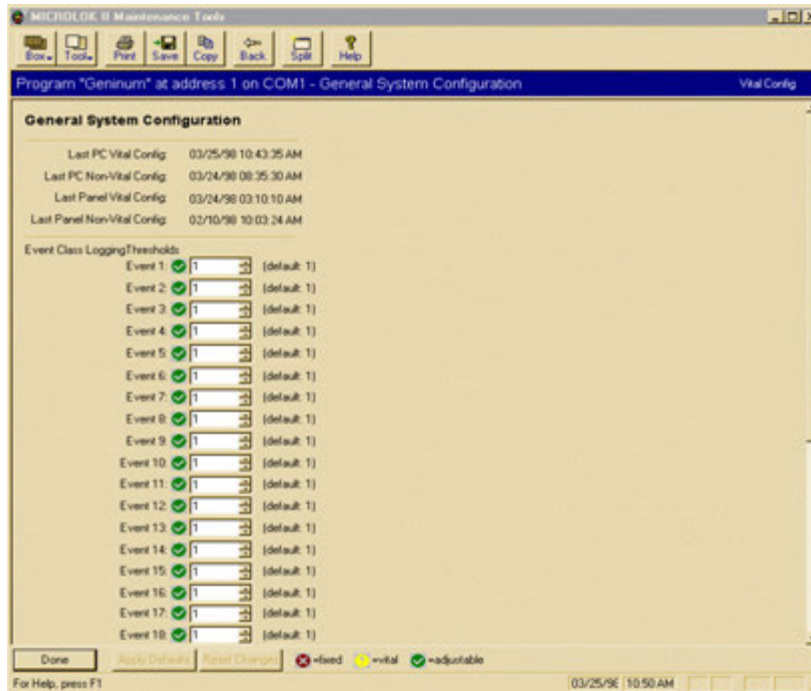 MICROLOK II Maintenance Tools
Box Tool Print Save Copy Back Split Help
Program "Geninum" at address 1 on COM1 - General System Configuration Vital Config
General System Configuration
Last PC Vital Config: 03/25/98 10:43:35 AM
Last PC Non-Vital Config: 03/24/98 08:35:30 AM
Last Panel Vital Config: 03/24/98 03:10:10 AM
Last Panel Non-Vital Config: 02/10/98 10:03:24 AM
Event Class LoggingThresholds
Event 1: 1 (default: 1)
Event 2: 1 (default: 1)
Event 3: 1 (default: 1)
Event 4: 1 (default: 1)
Event 5: 1 (default: 1)
Event 6: 1 (default: 1)
Event 7: 1 (default: 1)
Event 8: 1 (default: 1)
Event 9: 1 (default: 1)
Event 10: 1 (default: 1)
Event 11: 1 (default: 1)
Event 12: 1 (default: 1)
Event 13: 1 (default: 1)
Event 14: 1 (default: 1)
Event 15: 1 (default: 1)
Event 16: 1 (default: 1)
Event 17: 1 (default: 1)
Event 18: 1 (default: 1)
Done Apply Defaults Reset Changes =fixed =vital =adjustable
For Help, press F1 03/25/9E 10:50 AM